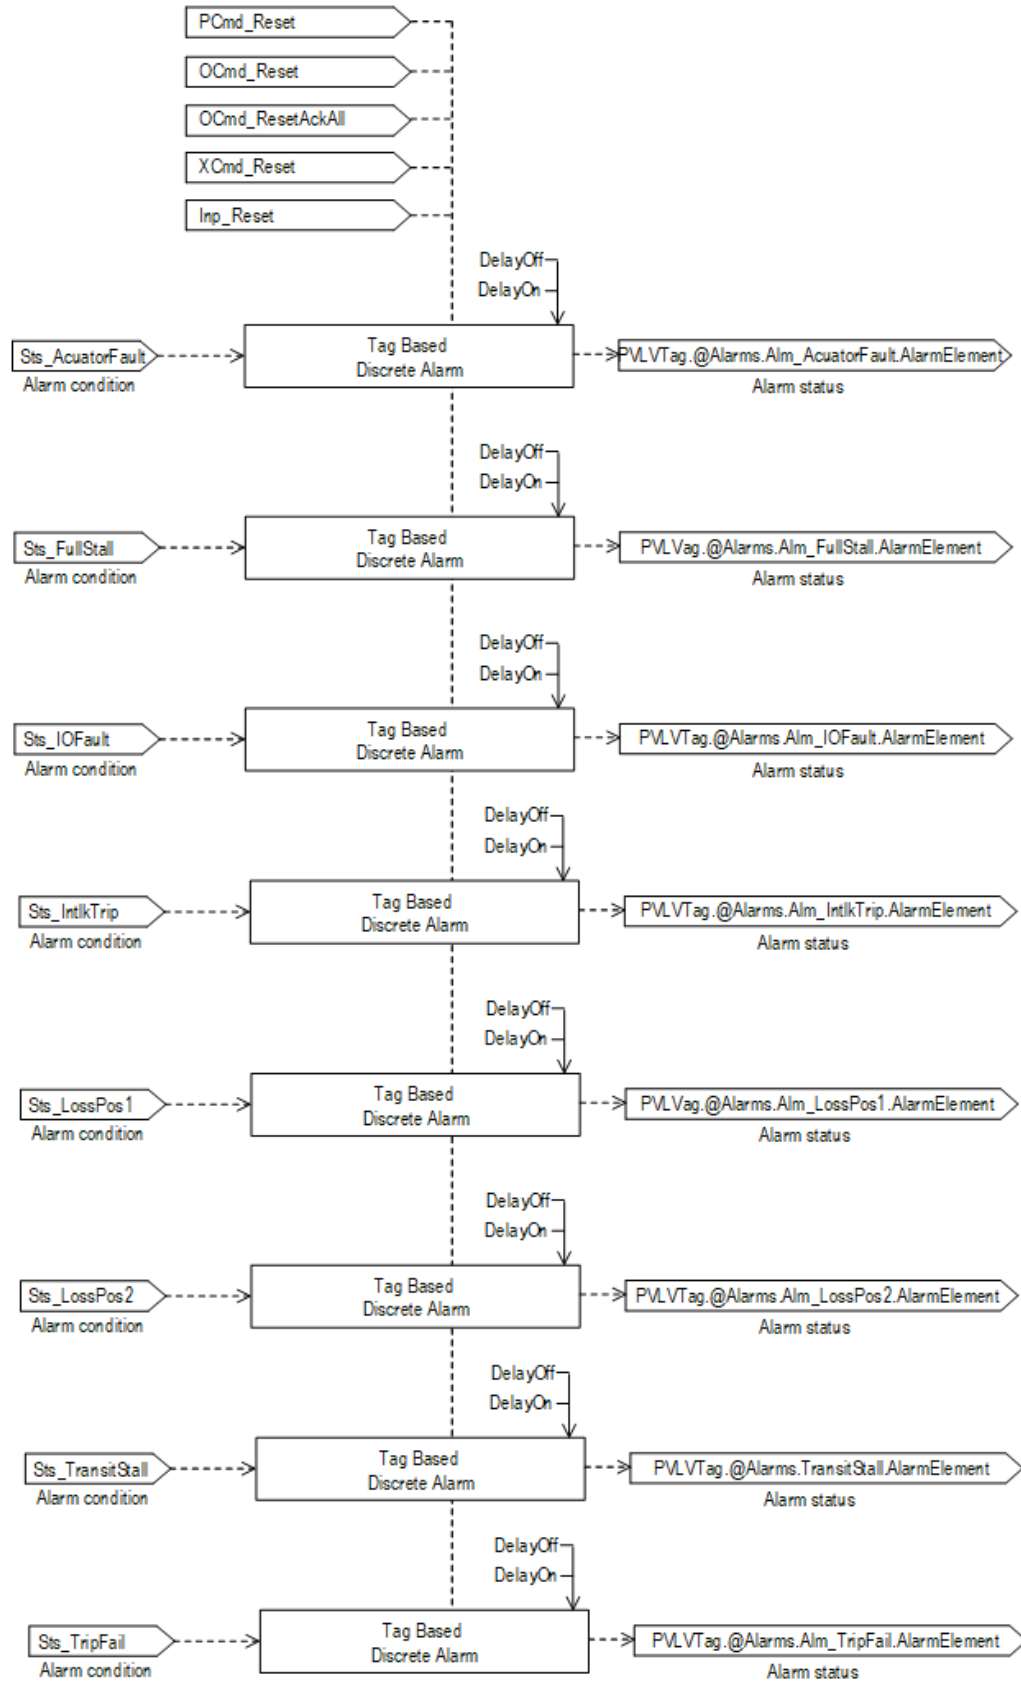 PCmd_Reset
OCmd_Reset
OCmd_ResetAckAll
XCmd_Reset
Inp_Reset
DelayOff
DelayOn
Sts_AcuatorFault
Tag Based
Discrete Alarm
PVLVTag.@Alarms.Alm_AcuatorFault.AlarmElement
Alarm condition
Alarm status
DelayOff
DelayOn
Sts_FullStall
Tag Based
Discrete Alarm
PVLVag.@Alarms.Alm_FullStall.AlarmElement
Alarm condition
Alarm status
DelayOff
DelayOn
Sts_IOFault
Tag Based
Discrete Alarm
PVLVTag.@Alarms.Alm_IOFault.AlarmElement
Alarm condition
Alarm status
DelayOff
DelayOn
Sts_IntlkTrip
Tag Based
Discrete Alarm
PVLVTag.@Alarms.Alm_IntlkTrip.AlarmElement
Alarm condition
Alarm status
DelayOff
DelayOn
Sts_LossPos1
Tag Based
Discrete Alarm
PVLVag.@Alarms.Alm_LossPos1.AlarmElement
Alarm condition
Alarm status
DelayOff
DelayOn
Sts_LossPos2
Tag Based
Discrete Alarm
PVLVTag.@Alarms.Alm_LossPos2.AlarmElement
Alarm condition
Alarm status
DelayOff
DelayOn
Sts_TransitStall
Tag Based
Discrete Alarm
PVLVTag.@Alarms.TransitStall.AlarmElement
Alarm condition
Alarm status
DelayOff
DelayOn
Sts_TripFail
Tag Based
Discrete Alarm
PVLVTag.@Alarms.Alm_TripFail.AlarmElement
Alarm condition
Alarm status